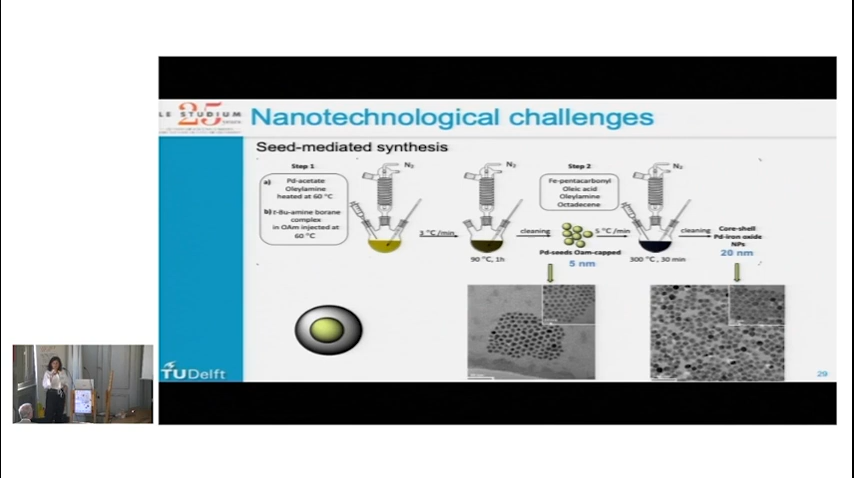 LE STUDIUM
25
Nanotechnological challenges
Seed-mediated synthesis
Step 1
a) Pd-acetate
Oleylamine
heated at 60 °C
b) t-Bu-amine borane
complex
in OAm injected at
60 °C
N2
3 °C/min
N2
90 °C, 1h
cleaning
Pd-seeds Oam-capped
5 nm
Step 2
Fe-pentacarbonyl
Oleic acid
Oleylamine
Octadecene
5 °C/min
N2
300 °C, 30 min
cleaning
Core-shell
Pd-iron oxide
NPs
20 nm
TUDelft
29